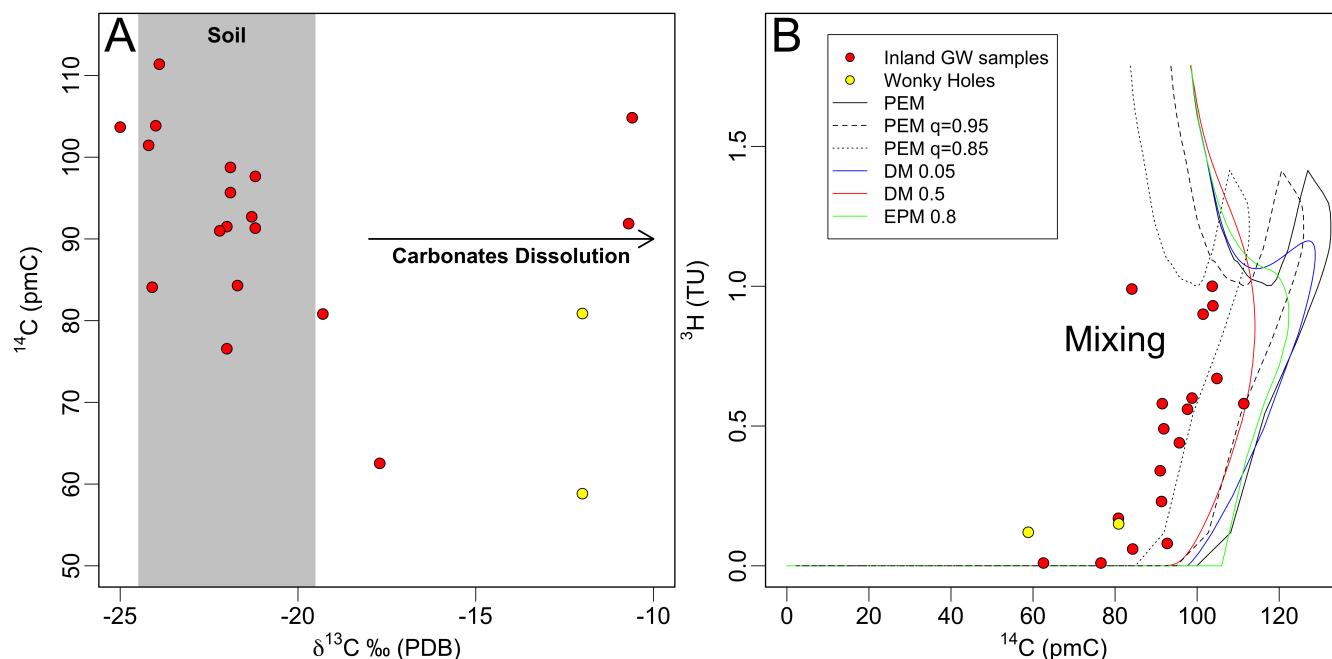 A
Soil
Carbonates Dissolution
110
100
90
80
70
60
50
¹⁴C (pmC)
-25
-20
-15
-10
δ¹³C ‰ (PDB)
B
Inland GW samples
Wonky Holes
PEM
PEM q=0.95
PEM q=0.85
DM 0.05
DM 0.5
EPM 0.8
Mixing
1.5
1.0
0.5
0.0
³H (TU)
0
20
40
60
80
100
120
¹⁴C (pmC)